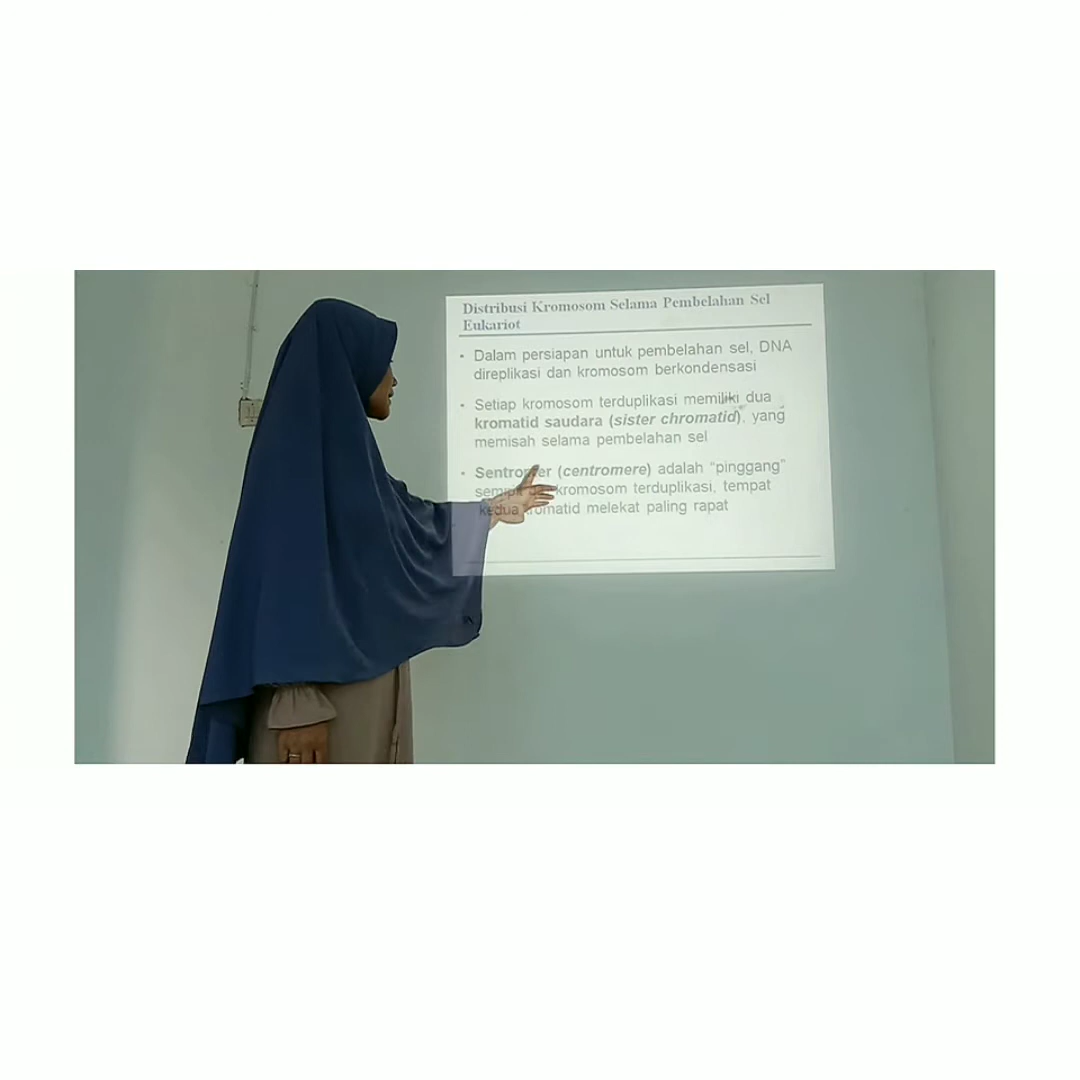 Distribusi Kromosom Selama Pembelahan Sel
Eukariot
• Dalam persiapan untuk pembelahan sel, DNA
direplikasi dan kromosom berkondensasi
• Setiap kromosom terduplikasi memiliki dua
kromatid saudara (sister chromatid), yang
memisah selama pembelahan sel
• Sentromer (centromere) adalah “pinggang”
semipit kromosom terduplikasi, tempat
kedua melekat paling rapat